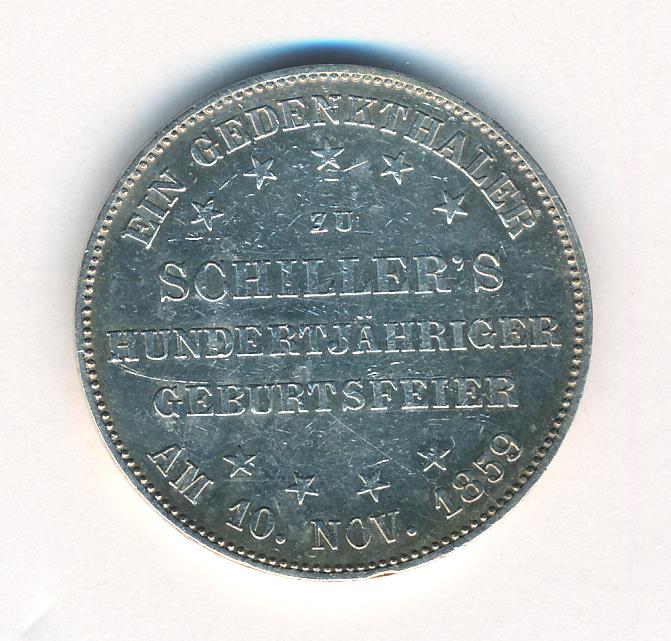 EIN GEDENKTHALER
ZU
SCHILLER'S
HUNDERTJÄHRIGER
GEBURTSFEIER
AM 10. NOV. 1859